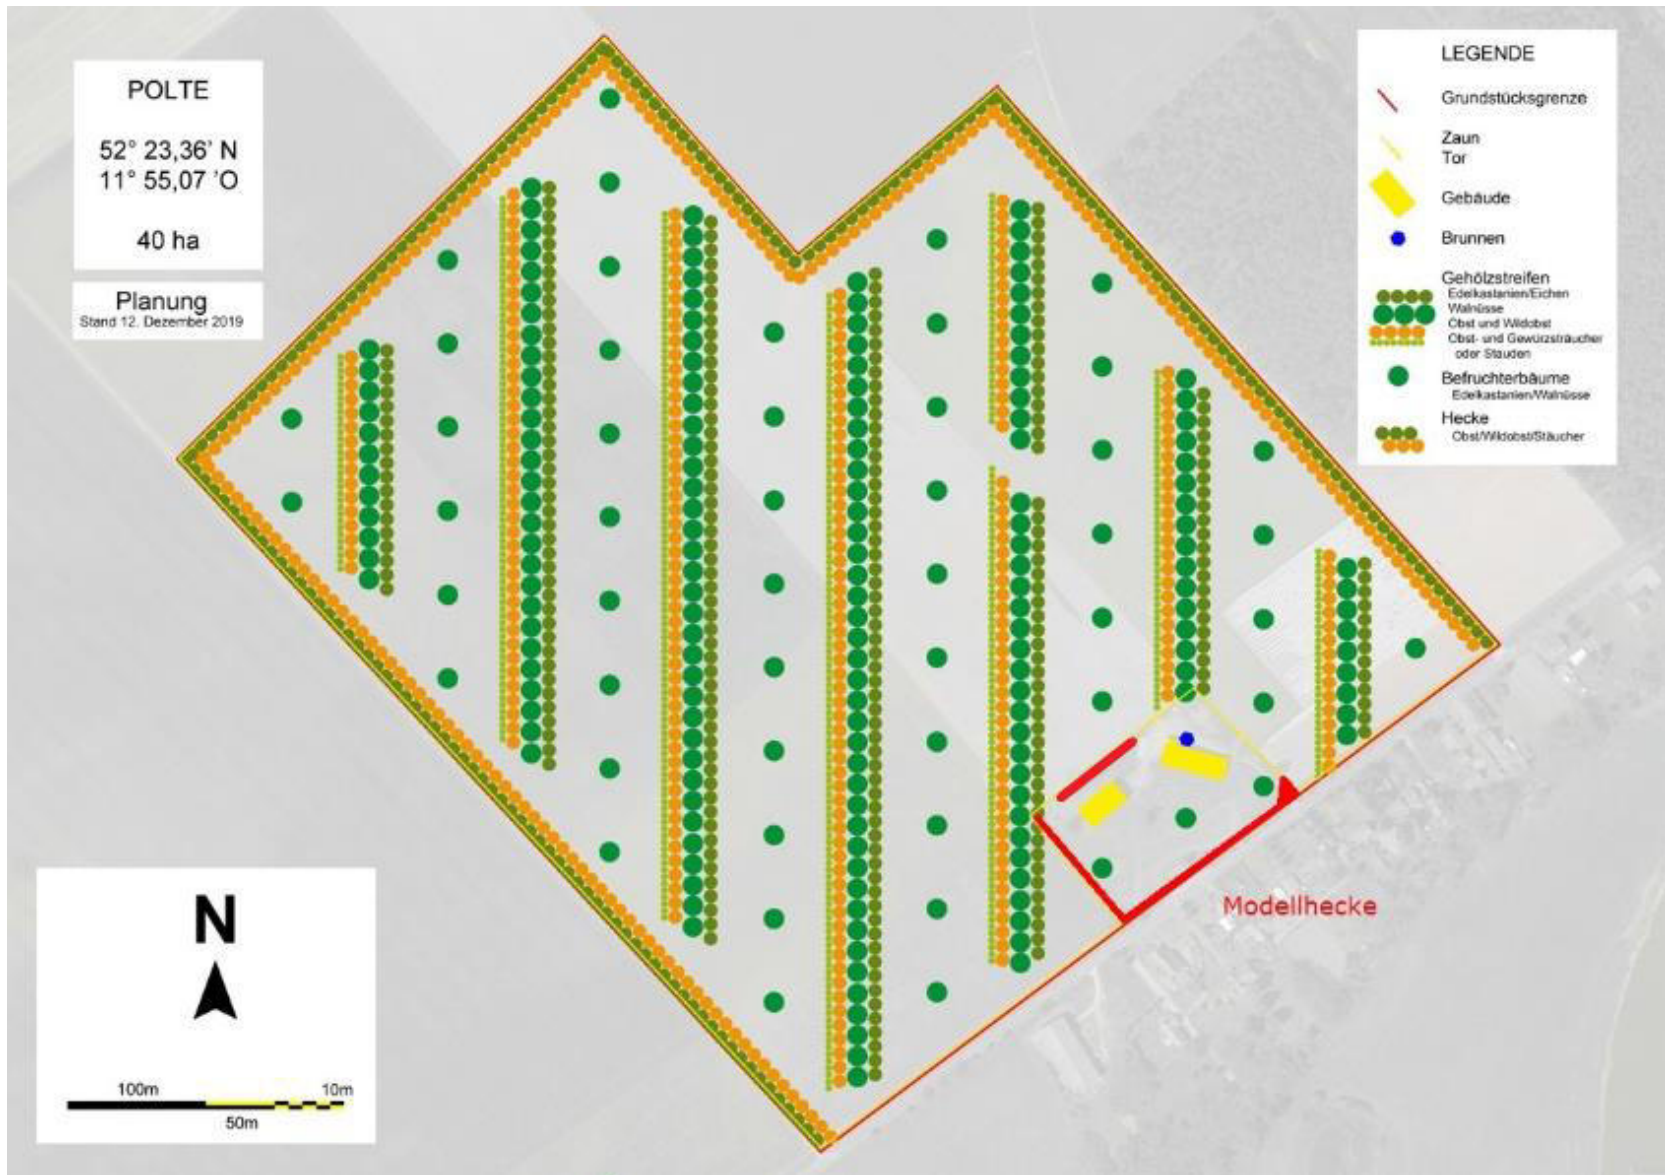 POLTE
52° 23,36' N
11° 55,07 'O
40 ha
Planung
Stand 12. Dezember 2019
LEGENDE
Grundstücksgrenze
Zaun
Tor
Gebäude
Brunnen
Gehölzstreifen
Edelkastanien/Eichen
Walnüsse
Obst und Wildobst
Obst- und Gewürzsträucher
oder Stauden
Befruchterbäume
Edelkastanien/Walnüsse
Hecke
Obst/Wildobst/Stäucher
Modellhecke
N
100m 10m
50m